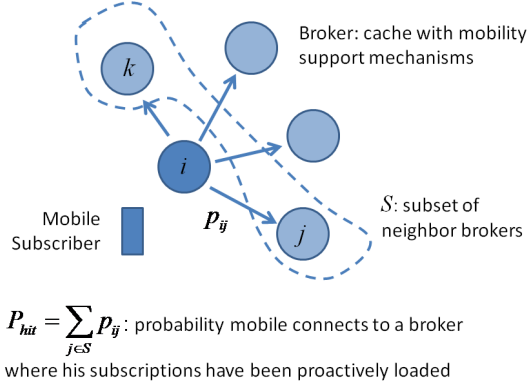 Broker: cache with mobility
support mechanisms
k
i
Mobile
Subscriber
p_ij
j
S: subset of
neighbor brokers
P_hit = ∑_{j∈S} p_ij : probability mobile connects to a broker
where his subscriptions have been proactively loaded